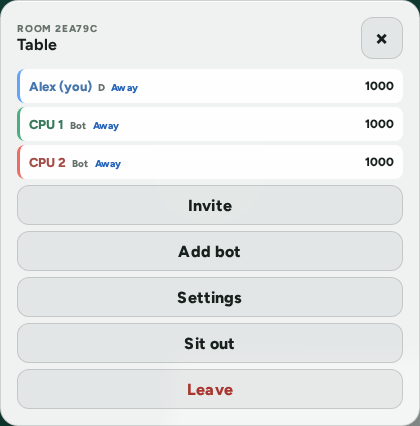 ROOM 2EA79C
Table
×
Alex (you) D Away 1000
CPU 1 Bot Away 1000
CPU 2 Bot Away 1000
Invite
Add bot
Settings
Sit out
Leave